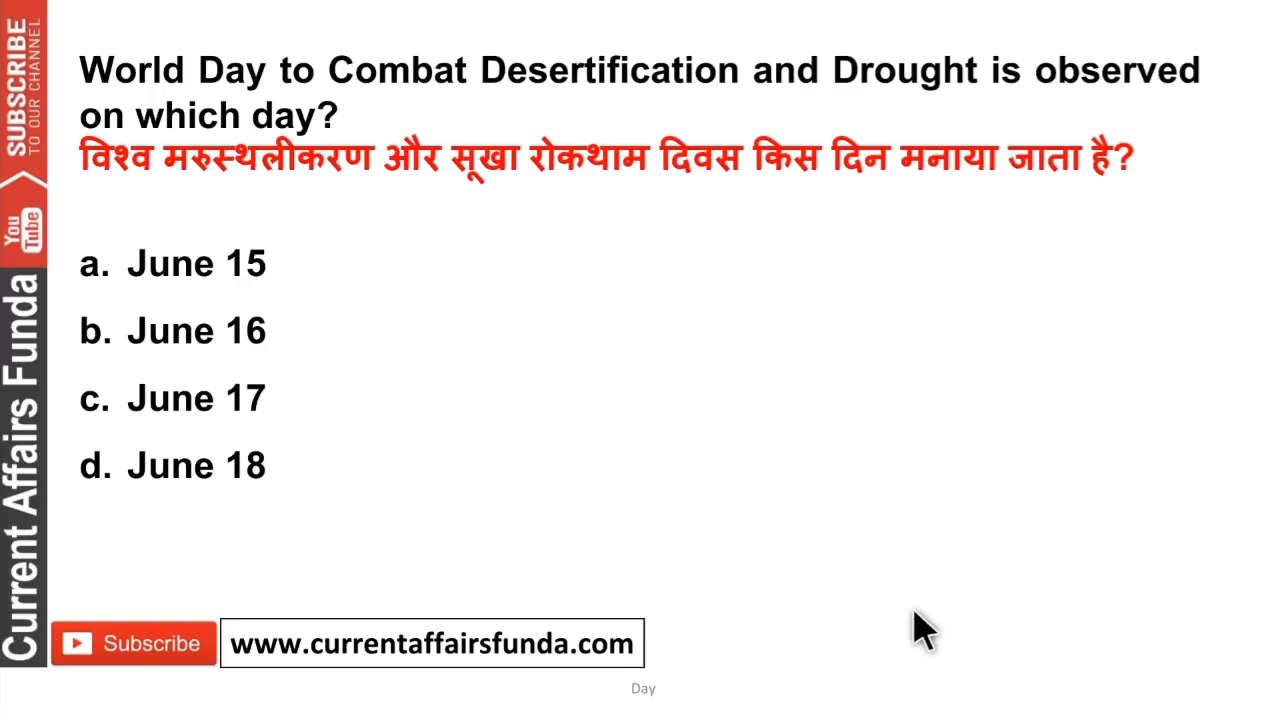 World Day to Combat Desertification and Drought is observed
on which day?
विश्व मरुस्थलीकरण और सूखा रोकथाम दिवस किस दिन मनाया जाता है?
a. June 15
b. June 16
c. June 17
d. June 18
SUBSCRIBE
TO OUR CHANNEL
You
Tube
Current Affairs Funda
Subscribe
www.currentaffairsfunda.com
Day